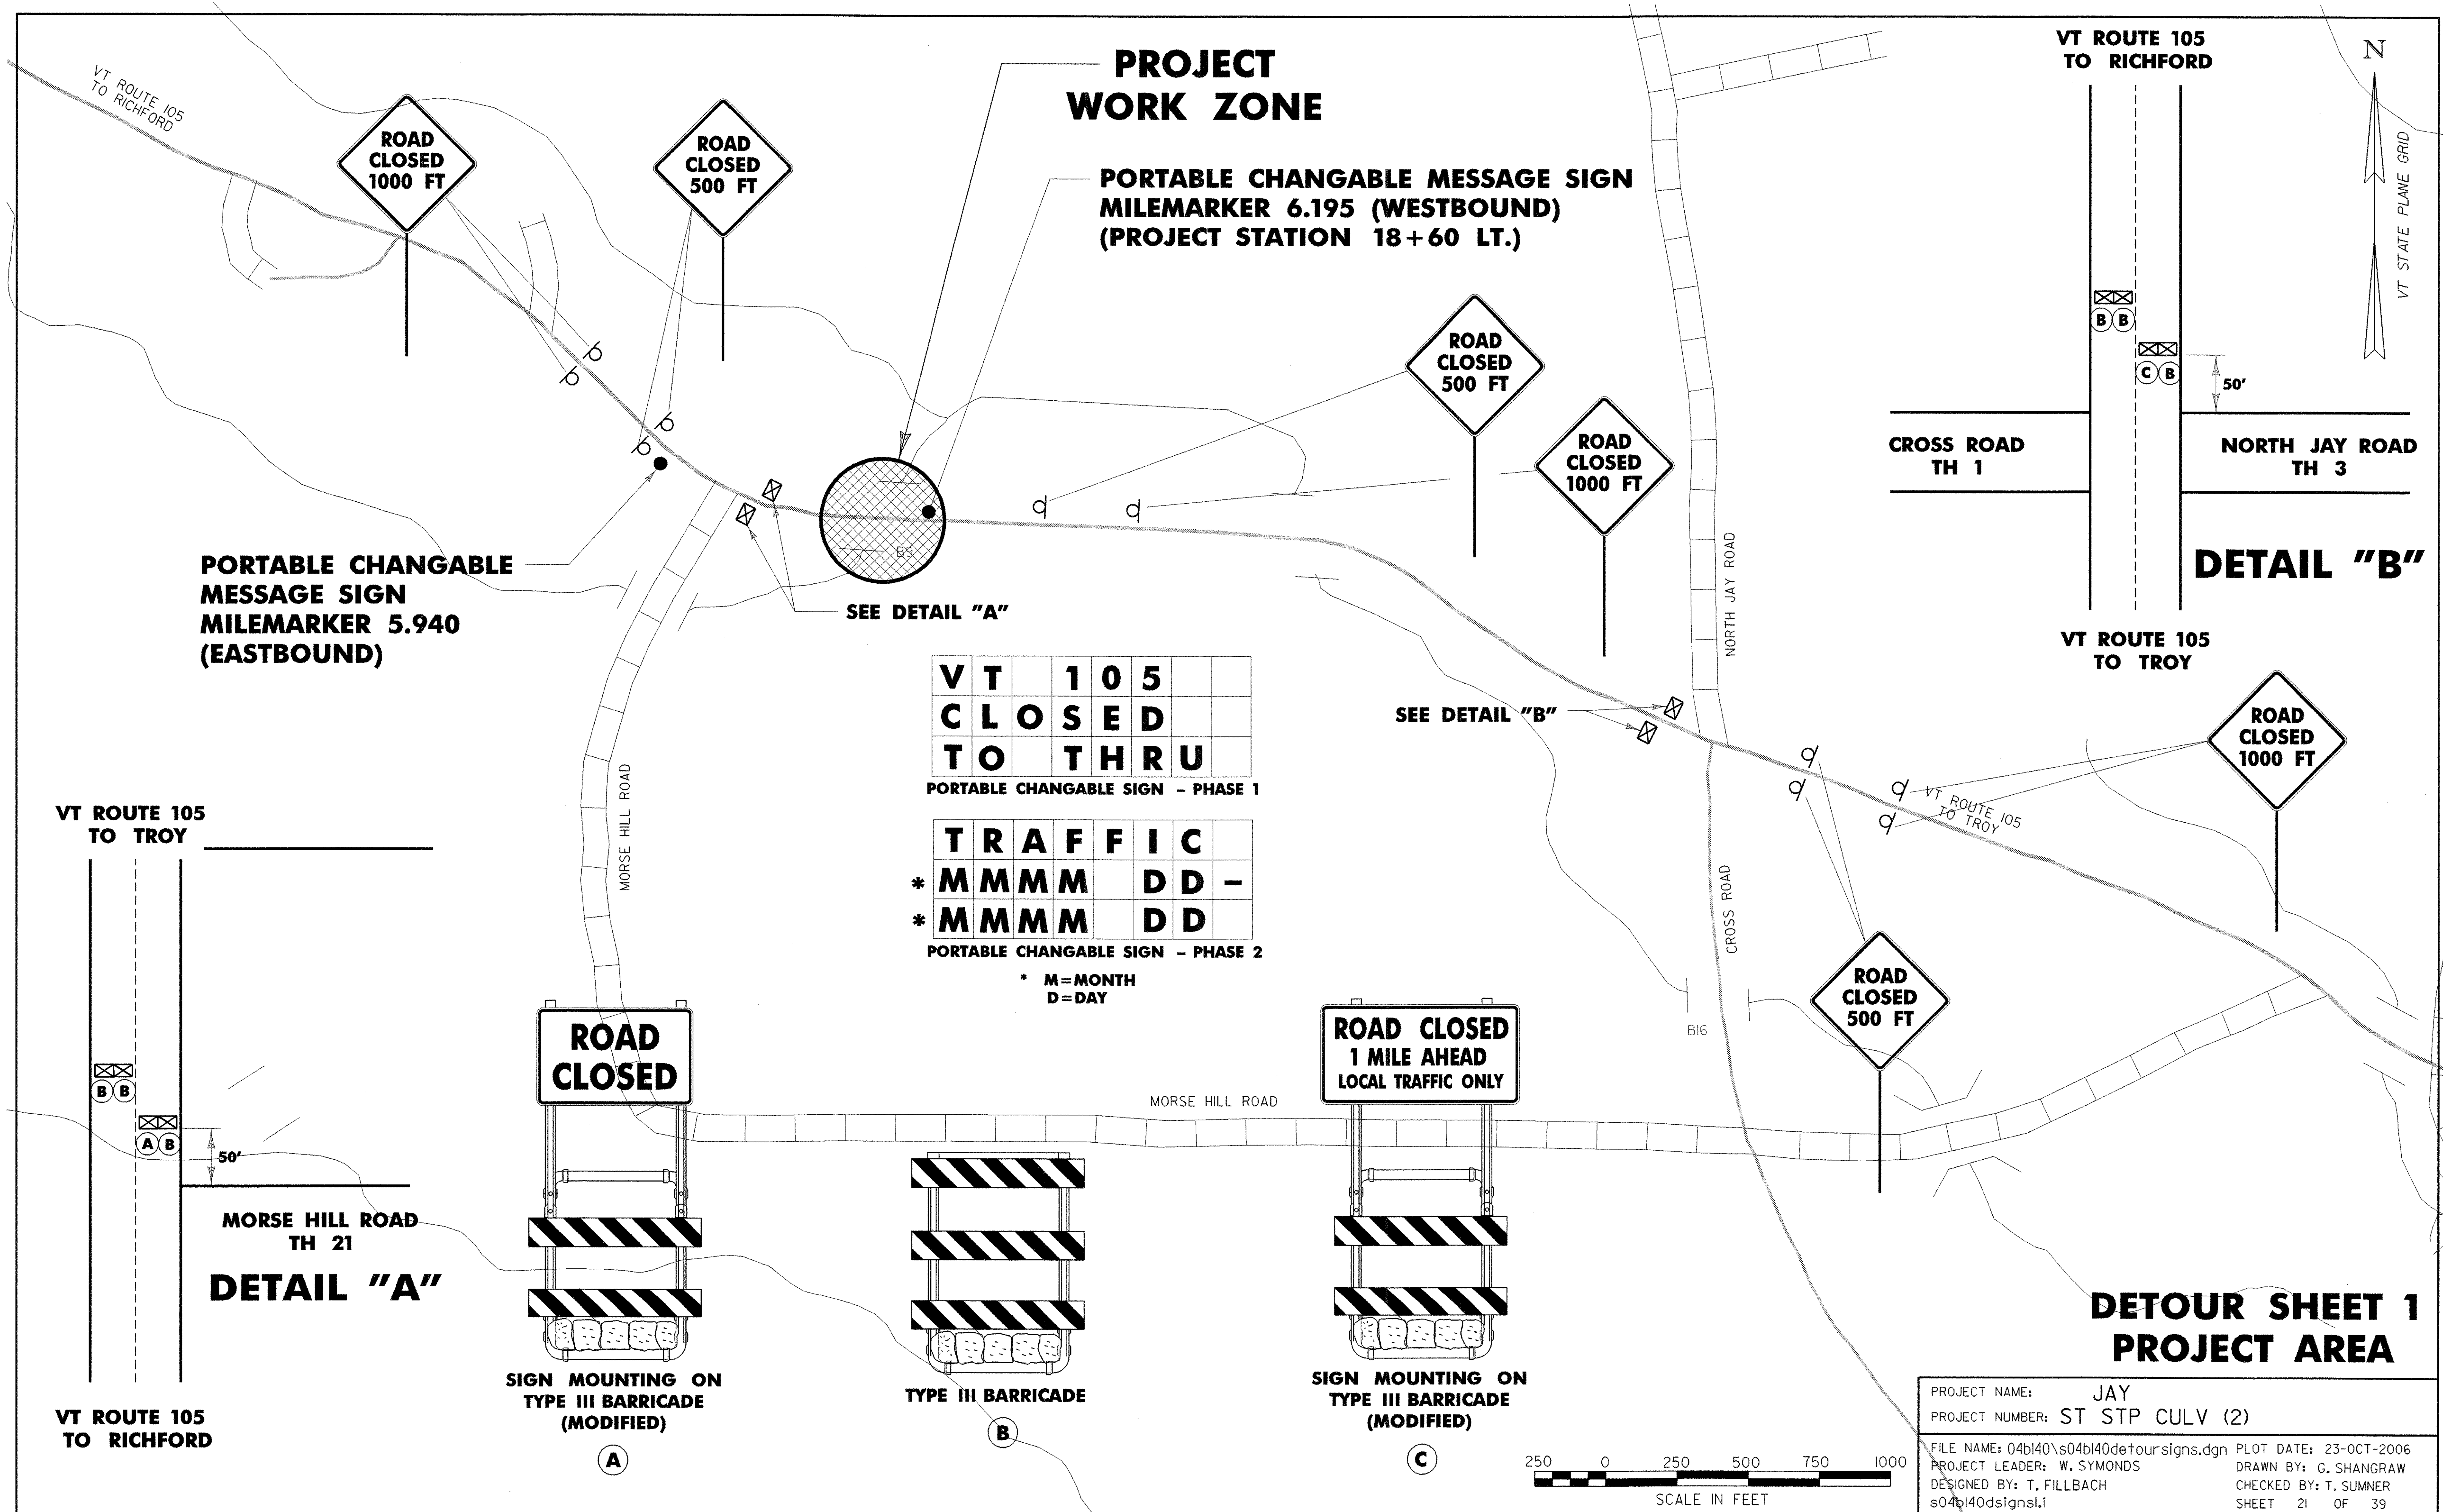 VT ROUTE 105
TO RICHFORD
ROAD
CLOSED
1000 FT
ROAD
CLOSED
500 FT
PROJECT
WORK ZONE
PORTABLE CHANGABLE MESSAGE SIGN
MILEMARKER 6.195 (WESTBOUND)
(PROJECT STATION 18+60 LT.)
VT ROUTE 105
TO RICHFORD
N
VT STATE PLANE GRID
B B
C B
50'
CROSS ROAD
TH 1
NORTH JAY ROAD
TH 3
DETAIL "B"
VT ROUTE 105
TO TROY
ROAD
CLOSED
500 FT
ROAD
CLOSED
1000 FT
NORTH JAY ROAD
B9
PORTABLE CHANGABLE
MESSAGE SIGN
MILEMARKER 5.940
(EASTBOUND)
SEE DETAIL "A"
SEE DETAIL "B"
VT 105
CLOSED
TO THRU
PORTABLE CHANGABLE SIGN - PHASE 1
TRAFFIC
* MMMM DD -
* MMMM DD
PORTABLE CHANGABLE SIGN - PHASE 2
* M=MONTH
D=DAY
MORSE HILL ROAD
VT ROUTE 105
TO TROY
ROAD
CLOSED
1000 FT
CROSS ROAD
B16
ROAD
CLOSED
500 FT
VT ROUTE 105
TO TROY
B B
A B
50'
MORSE HILL ROAD
TH 21
DETAIL "A"
VT ROUTE 105
TO RICHFORD
ROAD
CLOSED
SIGN MOUNTING ON
TYPE III BARRICADE
(MODIFIED)
A
TYPE III BARRICADE
B
MORSE HILL ROAD
ROAD CLOSED
1 MILE AHEAD
LOCAL TRAFFIC ONLY
SIGN MOUNTING ON
TYPE III BARRICADE
(MODIFIED)
C
250 0 250 500 750 1000
SCALE IN FEET
DETOUR SHEET 1
PROJECT AREA
PROJECT NAME: JAY
PROJECT NUMBER: ST STP CULV (2)
FILE NAME: 04b140\s04b140detoursigns.dgn PLOT DATE: 23-OCT-2006
PROJECT LEADER: W. SYMONDS DRAWN BY: G. SHANGRAW
DESIGNED BY: T. FILLBACH CHECKED BY: T. SUMNER
s04b140dsigns1.i SHEET 21 OF 39